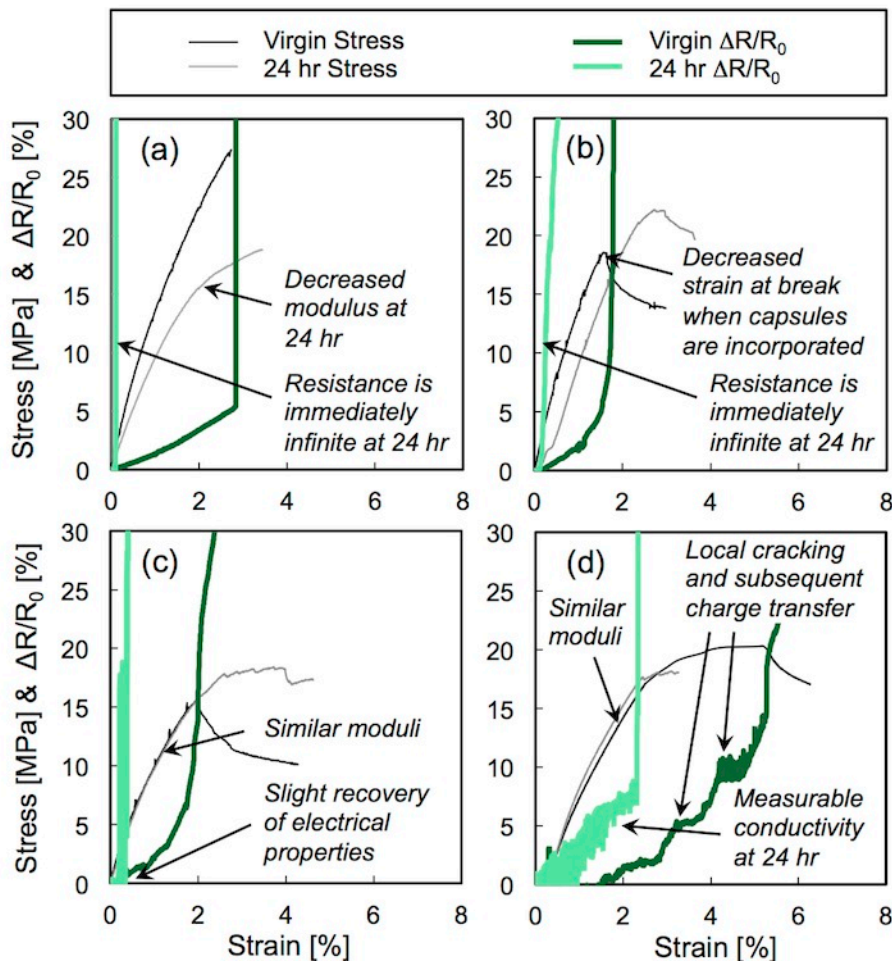 Virgin Stress
24 hr Stress
Virgin ΔR/R₀
24 hr ΔR/R₀
Stress [MPa] & ΔR/R₀ [%]
30
25
20
15
10
5
0
(a)
Decreased
modulus at
24 hr
Resistance is
immediately
infinite at 24 hr
0 2 4 6 8
30
25
20
15
10
5
0
(b)
Decreased
strain at break
when capsules
are incorporated
Resistance is
immediately
infinite at 24 hr
0 2 4 6 8
Stress [MPa] & ΔR/R₀ [%]
30
25
20
15
10
5
0
(c)
Similar moduli
Slight recovery
of electrical
properties
0 2 4 6 8
Strain [%]
30
25
20
15
10
5
0
(d)
Local cracking
and subsequent
charge transfer
Similar
moduli
Measurable
conductivity
at 24 hr
0 2 4 6 8
Strain [%]